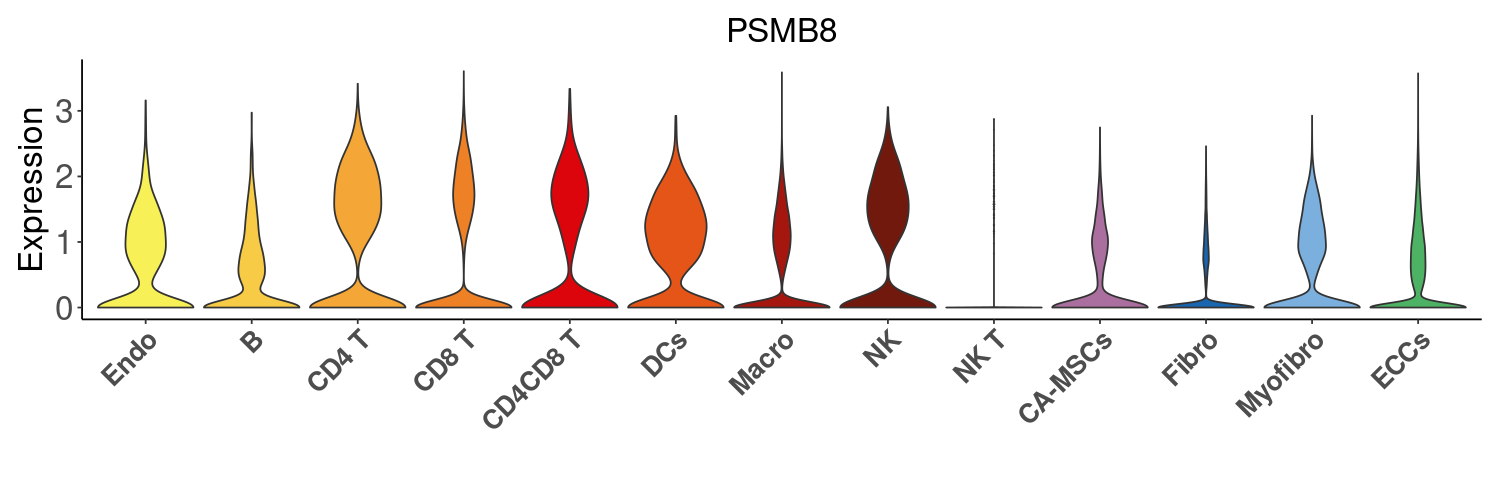 PSMB8
Expression
3
2
1
0
Endo
B
CD4 T
CD8 T
CD4CD8 T
DCs
Macro
NK
NK T
CA-MSCs
Fibro
Myofibro
ECCs